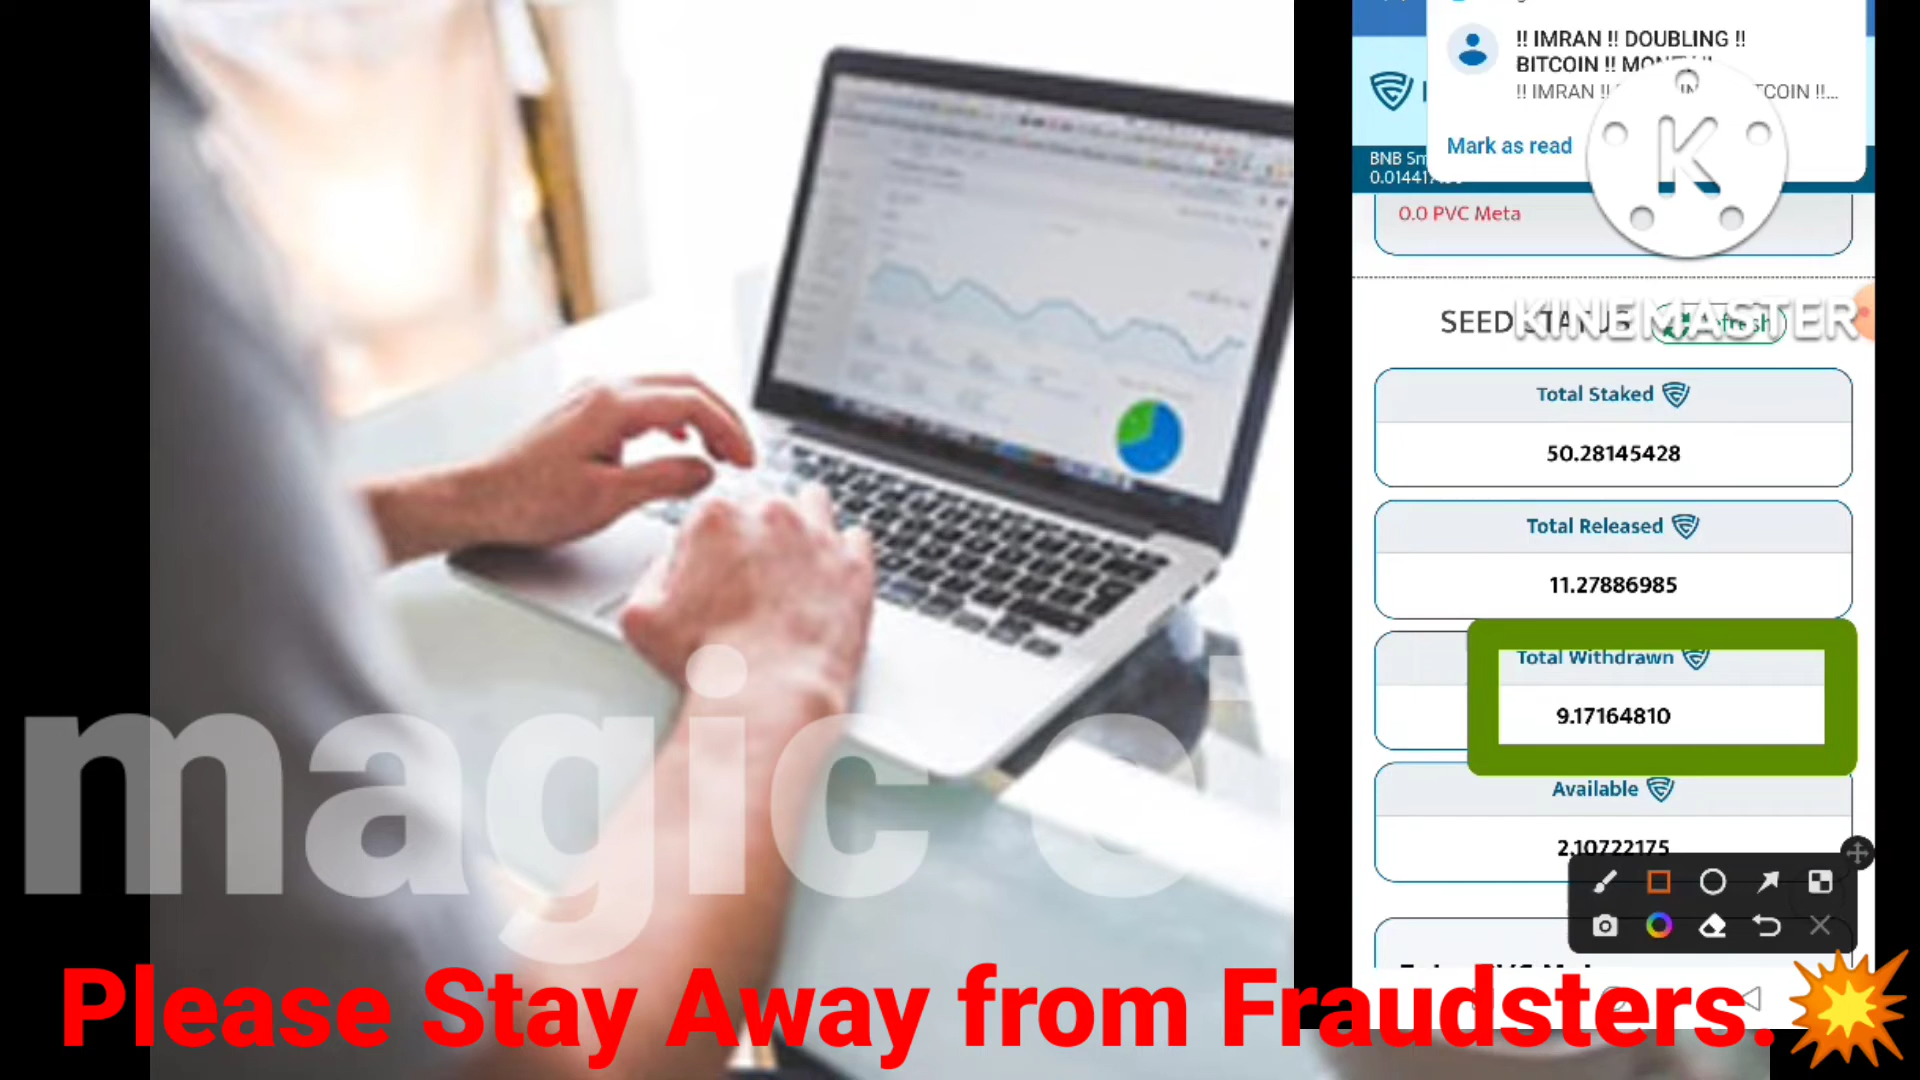 !! IMRAN !! DOUBLING !!
BITCOIN !!
!! IMRAN !!
Mark as read
K
BNB
0.0 PVC Meta
SEED STATUS
KINEMASTER
Total Staked
50.28145428
Total Released
11.27886985
Total Withdrawn
9.17164810
Available
2.10722175
magic
Please Stay Away from Fraudsters.